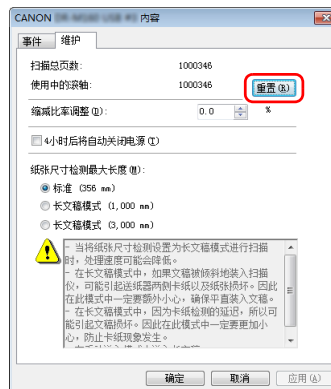 CANON DR-M160 USB #3 内容
事件 维护
扫描总页数: 1000346
使用中的滚轴: 1000346 重置(R)
缩减比率调整(D): 0.0 %
4小时后将自动关闭电源(T)
纸张尺寸检测最大长度(M):
标准 (356 mm)
长文稿模式 (1,000 mm)
长文稿模式 (3,000 mm)
- 当将纸张尺寸检测设置为长文稿模式进行扫描
时，处理速度可能会降低。
- 在长文稿模式中，如果文稿被倾斜地装入扫描
仪，可能引起送纸器两侧卡纸以及纸张损坏。因此
在此模式中一定要额外小心，确保平直装入文稿。
- 在长文稿模式中，因为卡纸检测的延迟，所以可
能引起文稿损坏。因此在此模式中一定要更加小
心，防止卡纸现象发生。
确定 取消 应用(A)